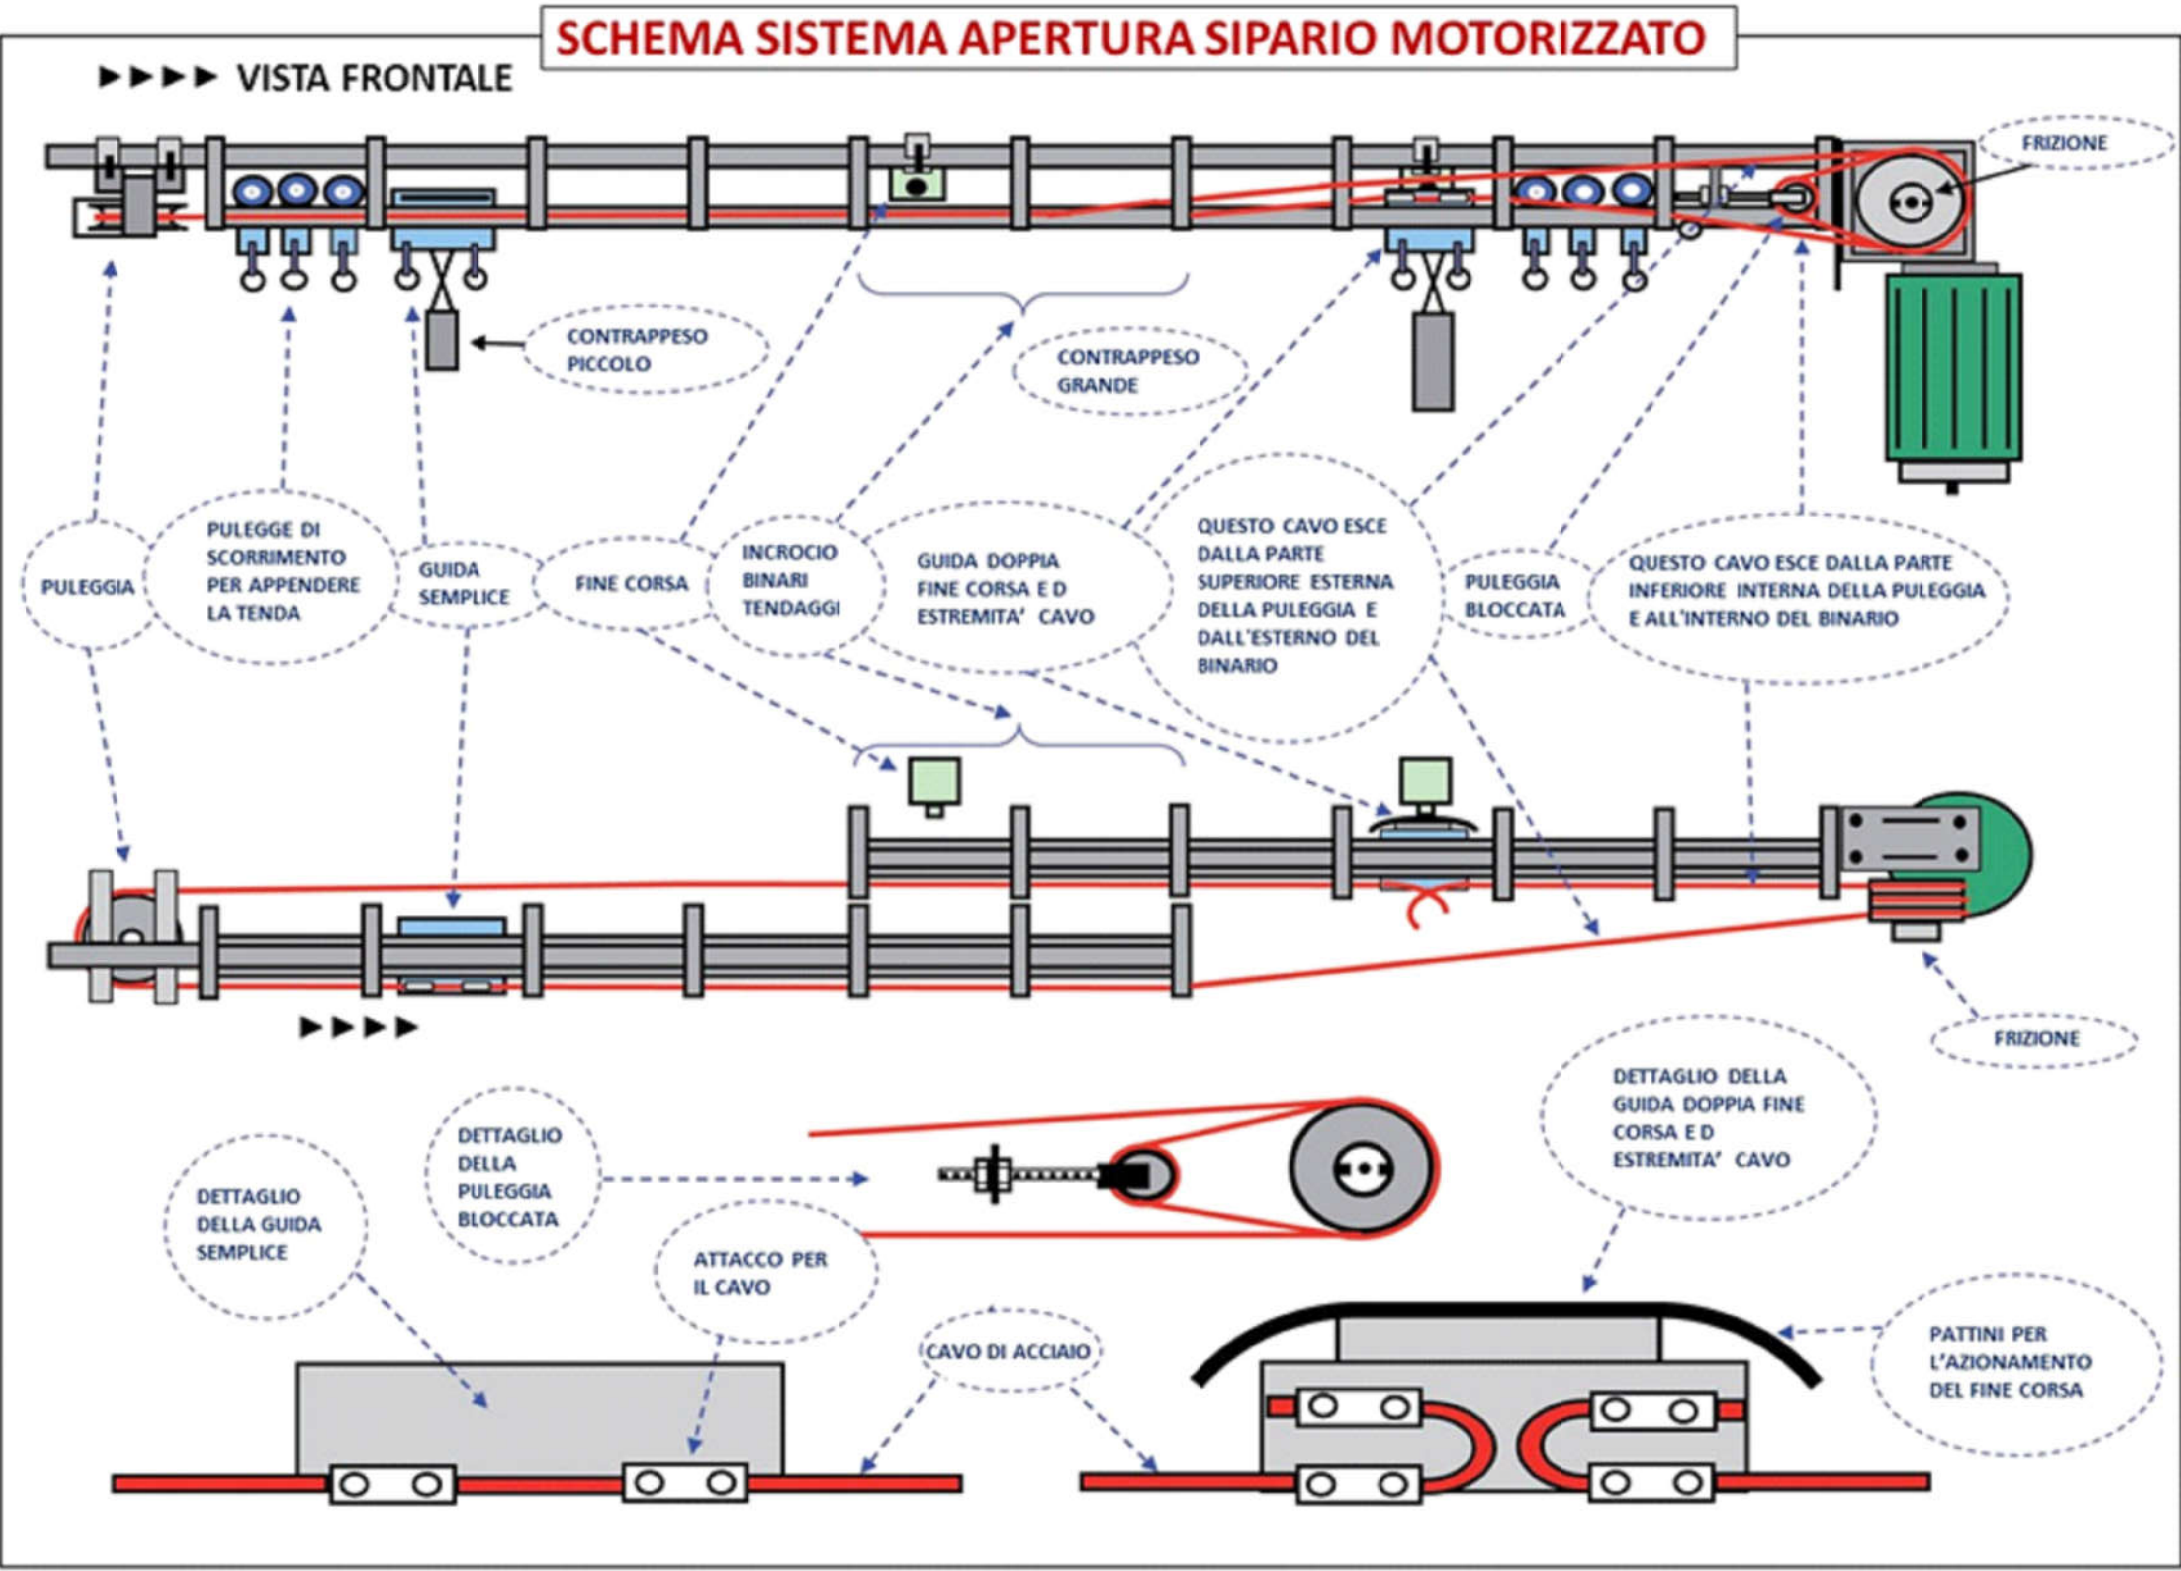 SCHEMA SISTEMA APERTURA SIPARIO MOTORIZZATO
VISTA FRONTALE
FRIZIONE
CONTRAPPESO
PICCOLO
CONTRAPPESO
GRANDE
PULEGGIA
PULEGGE DI
SCORRIMENTO
PER APPENDERE
LA TENDA
GUIDA
SEMPLICE
FINE CORSA
INCROCIO
BINARI
TENDAGGI
GUIDA DOPPIA
FINE CORSA E D
ESTREMITA' CAVO
QUESTO CAVO ESCE
DALLA PARTE
SUPERIORE ESTERNA
DELLA PULEGGIA E
DALL'ESTERNO DEL
BINARIO
PULEGGIA
BLOCCATA
QUESTO CAVO ESCE DALLA PARTE
INFERIORE INTERNA DELLA PULEGGIA
E ALL'INTERNO DEL BINARIO
FRIZIONE
DETTAGLIO DELLA
GUIDA DOPPIA FINE
CORSA E D
ESTREMITA' CAVO
DETTAGLIO
DELLA
PULEGGIA
BLOCCATA
DETTAGLIO
DELLA GUIDA
SEMPLICE
ATTACCO PER
IL CAVO
CAVO DI ACCIAIO
PATTINI PER
L'AZIONAMENTO
DEL FINE CORSA